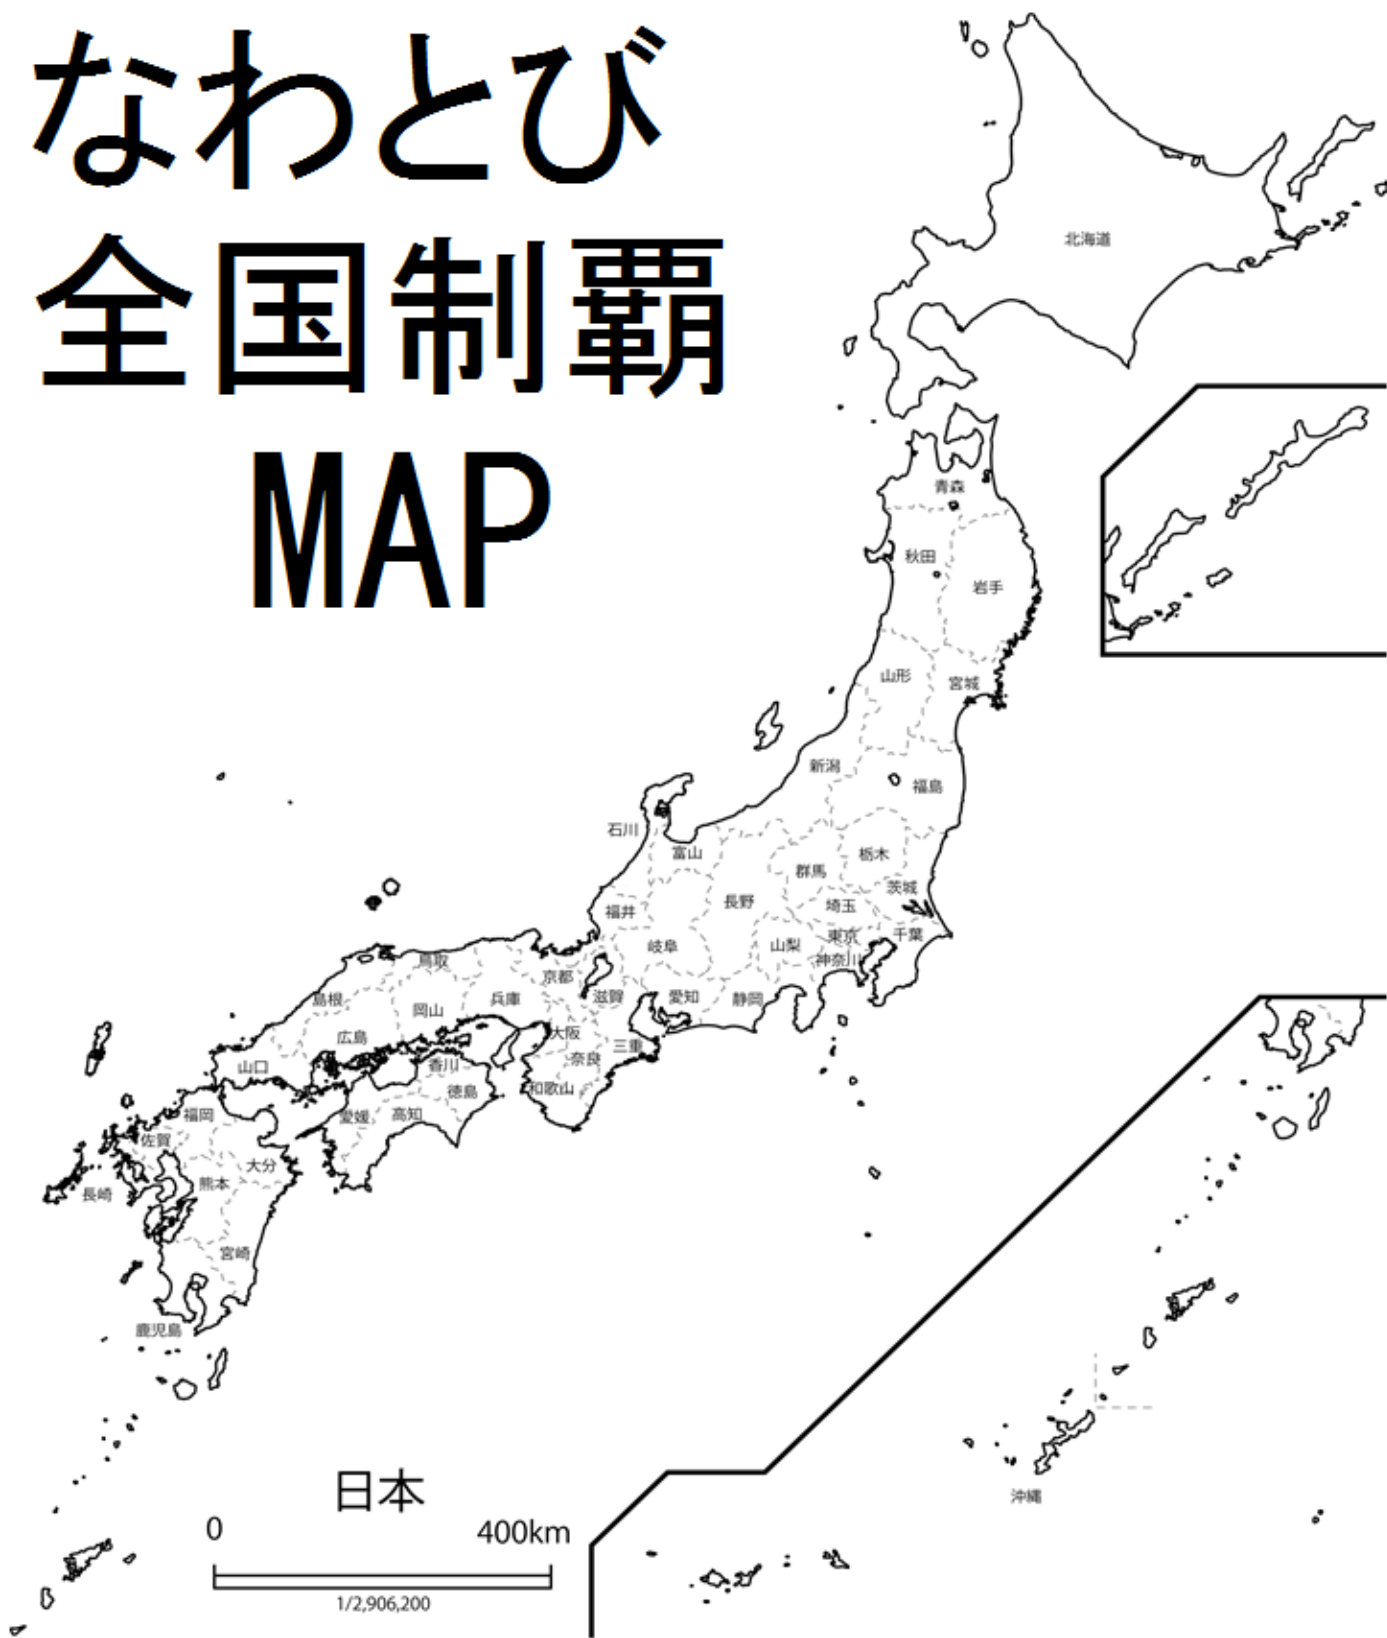 なわとび
全国制覇
MAP
北海道
青森
秋田
岩手
山形
宮城
新潟
福島
石川
富山
栃木
群馬
茨城
長野
埼玉
福井
東京
千葉
岐阜
山梨
神奈川
鳥取
京都
島根
岡山
兵庫
滋賀
愛知
静岡
広島
大阪
三重
奈良
山口
香川
和歌山
徳島
福岡
愛媛
高知
佐賀
大分
長崎
熊本
宮崎
鹿児島
沖縄
日本
0
400km
1/2,906,200